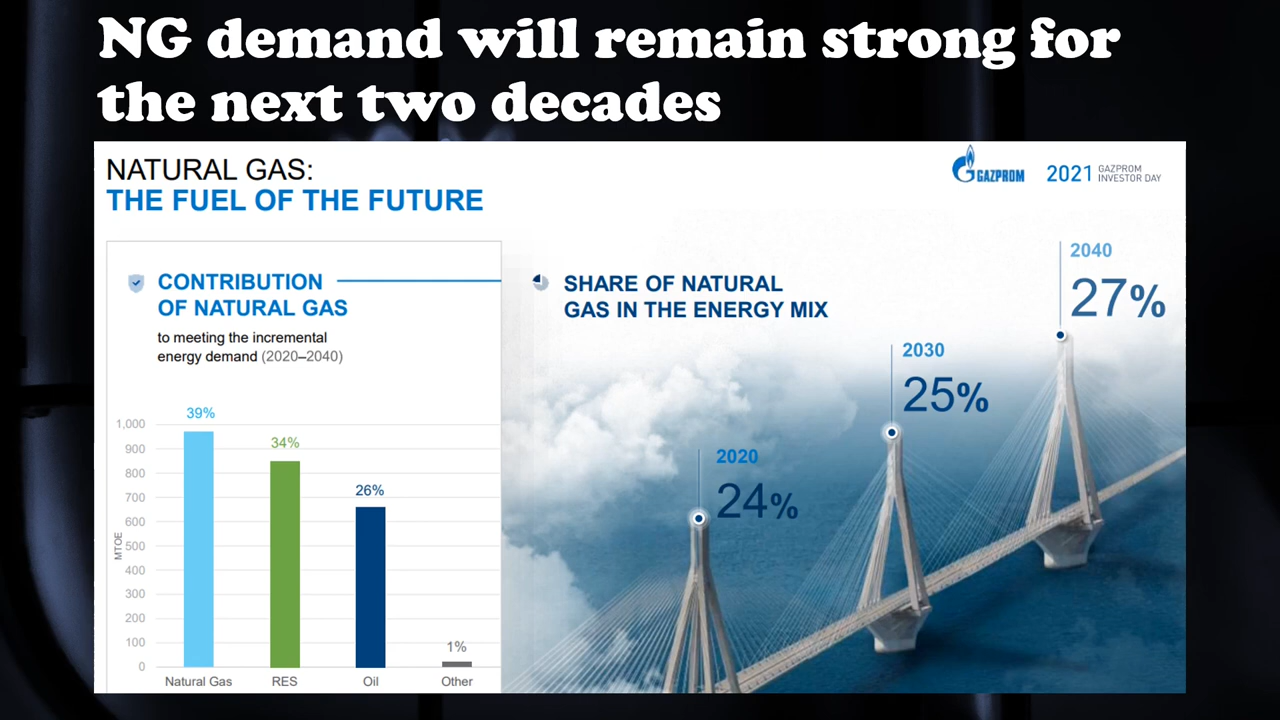 NG demand will remain strong for
the next two decades
NATURAL GAS:
THE FUEL OF THE FUTURE
GAZPROM
2021
GAZPROM
INVESTOR DAY
CONTRIBUTION
OF NATURAL GAS
to meeting the incremental
energy demand (2020–2040)
39%
34%
26%
1%
1,000
900
800
700
600
500
400
300
200
100
0
MTOE
Natural Gas
RES
Oil
Other
SHARE OF NATURAL
GAS IN THE ENERGY MIX
2020
24%
2030
25%
2040
27%